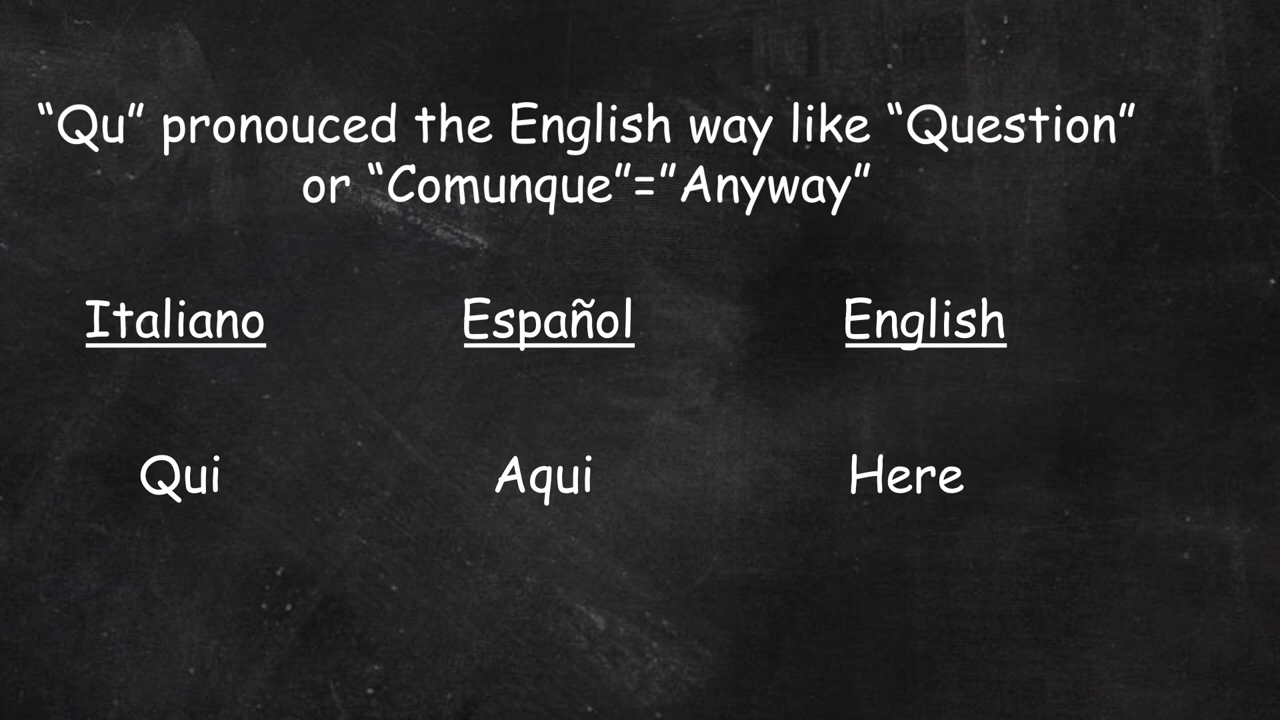 “Qu” pronouced the English way like “Question”
or “Comunque”=”Anyway”
Italiano Español English
Qui Aqui Here